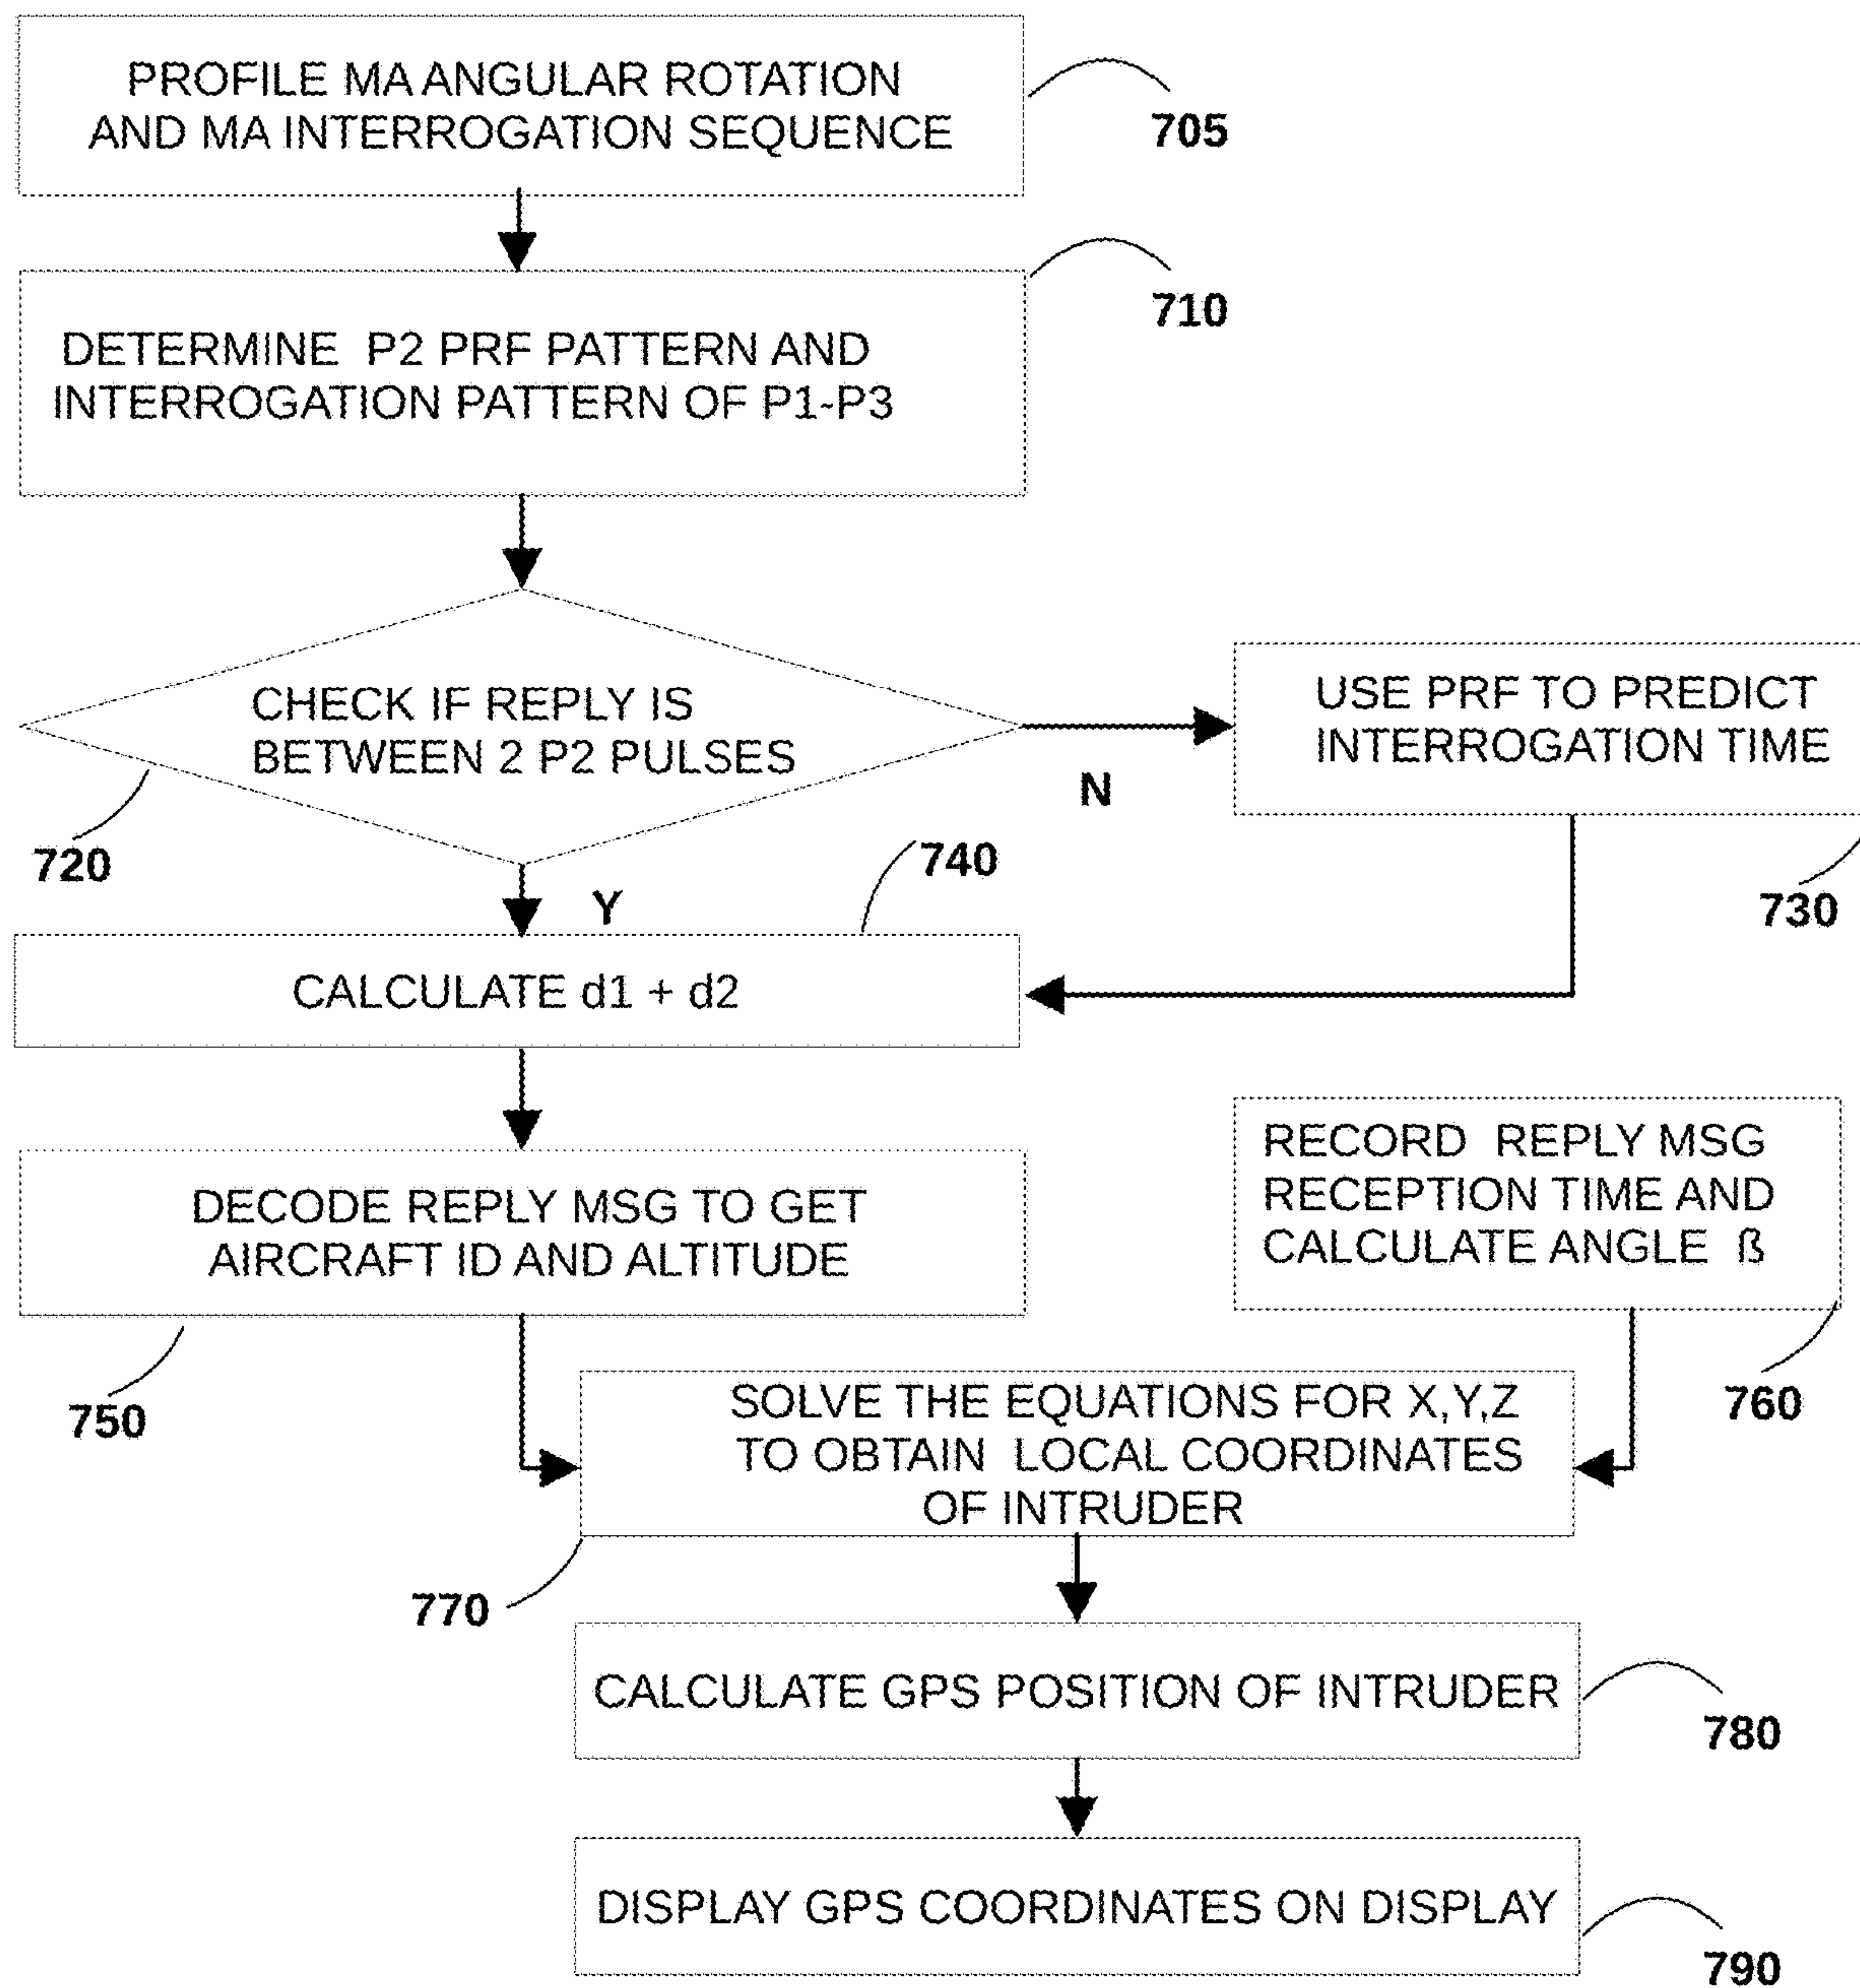 PROFILE MA ANGULAR ROTATION
AND MA INTERROGATION SEQUENCE
705
710
DETERMINE P2 PRF PATTERN AND
INTERROGATION PATTERN OF P1-P3
CHECK IF REPLY IS
BETWEEN 2 P2 PULSES
USE PRF TO PREDICT
INTERROGATION TIME
N
720
740
730
Y
CALCULATE d1 + d2
DECODE REPLY MSG TO GET
AIRCRAFT ID AND ALTITUDE
RECORD REPLY MSG
RECEPTION TIME AND
CALCULATE ANGLE ß
750
760
SOLVE THE EQUATIONS FOR X,Y,Z
TO OBTAIN LOCAL COORDINATES
OF INTRUDER
770
CALCULATE GPS POSITION OF INTRUDER
780
DISPLAY GPS COORDINATES ON DISPLAY
790